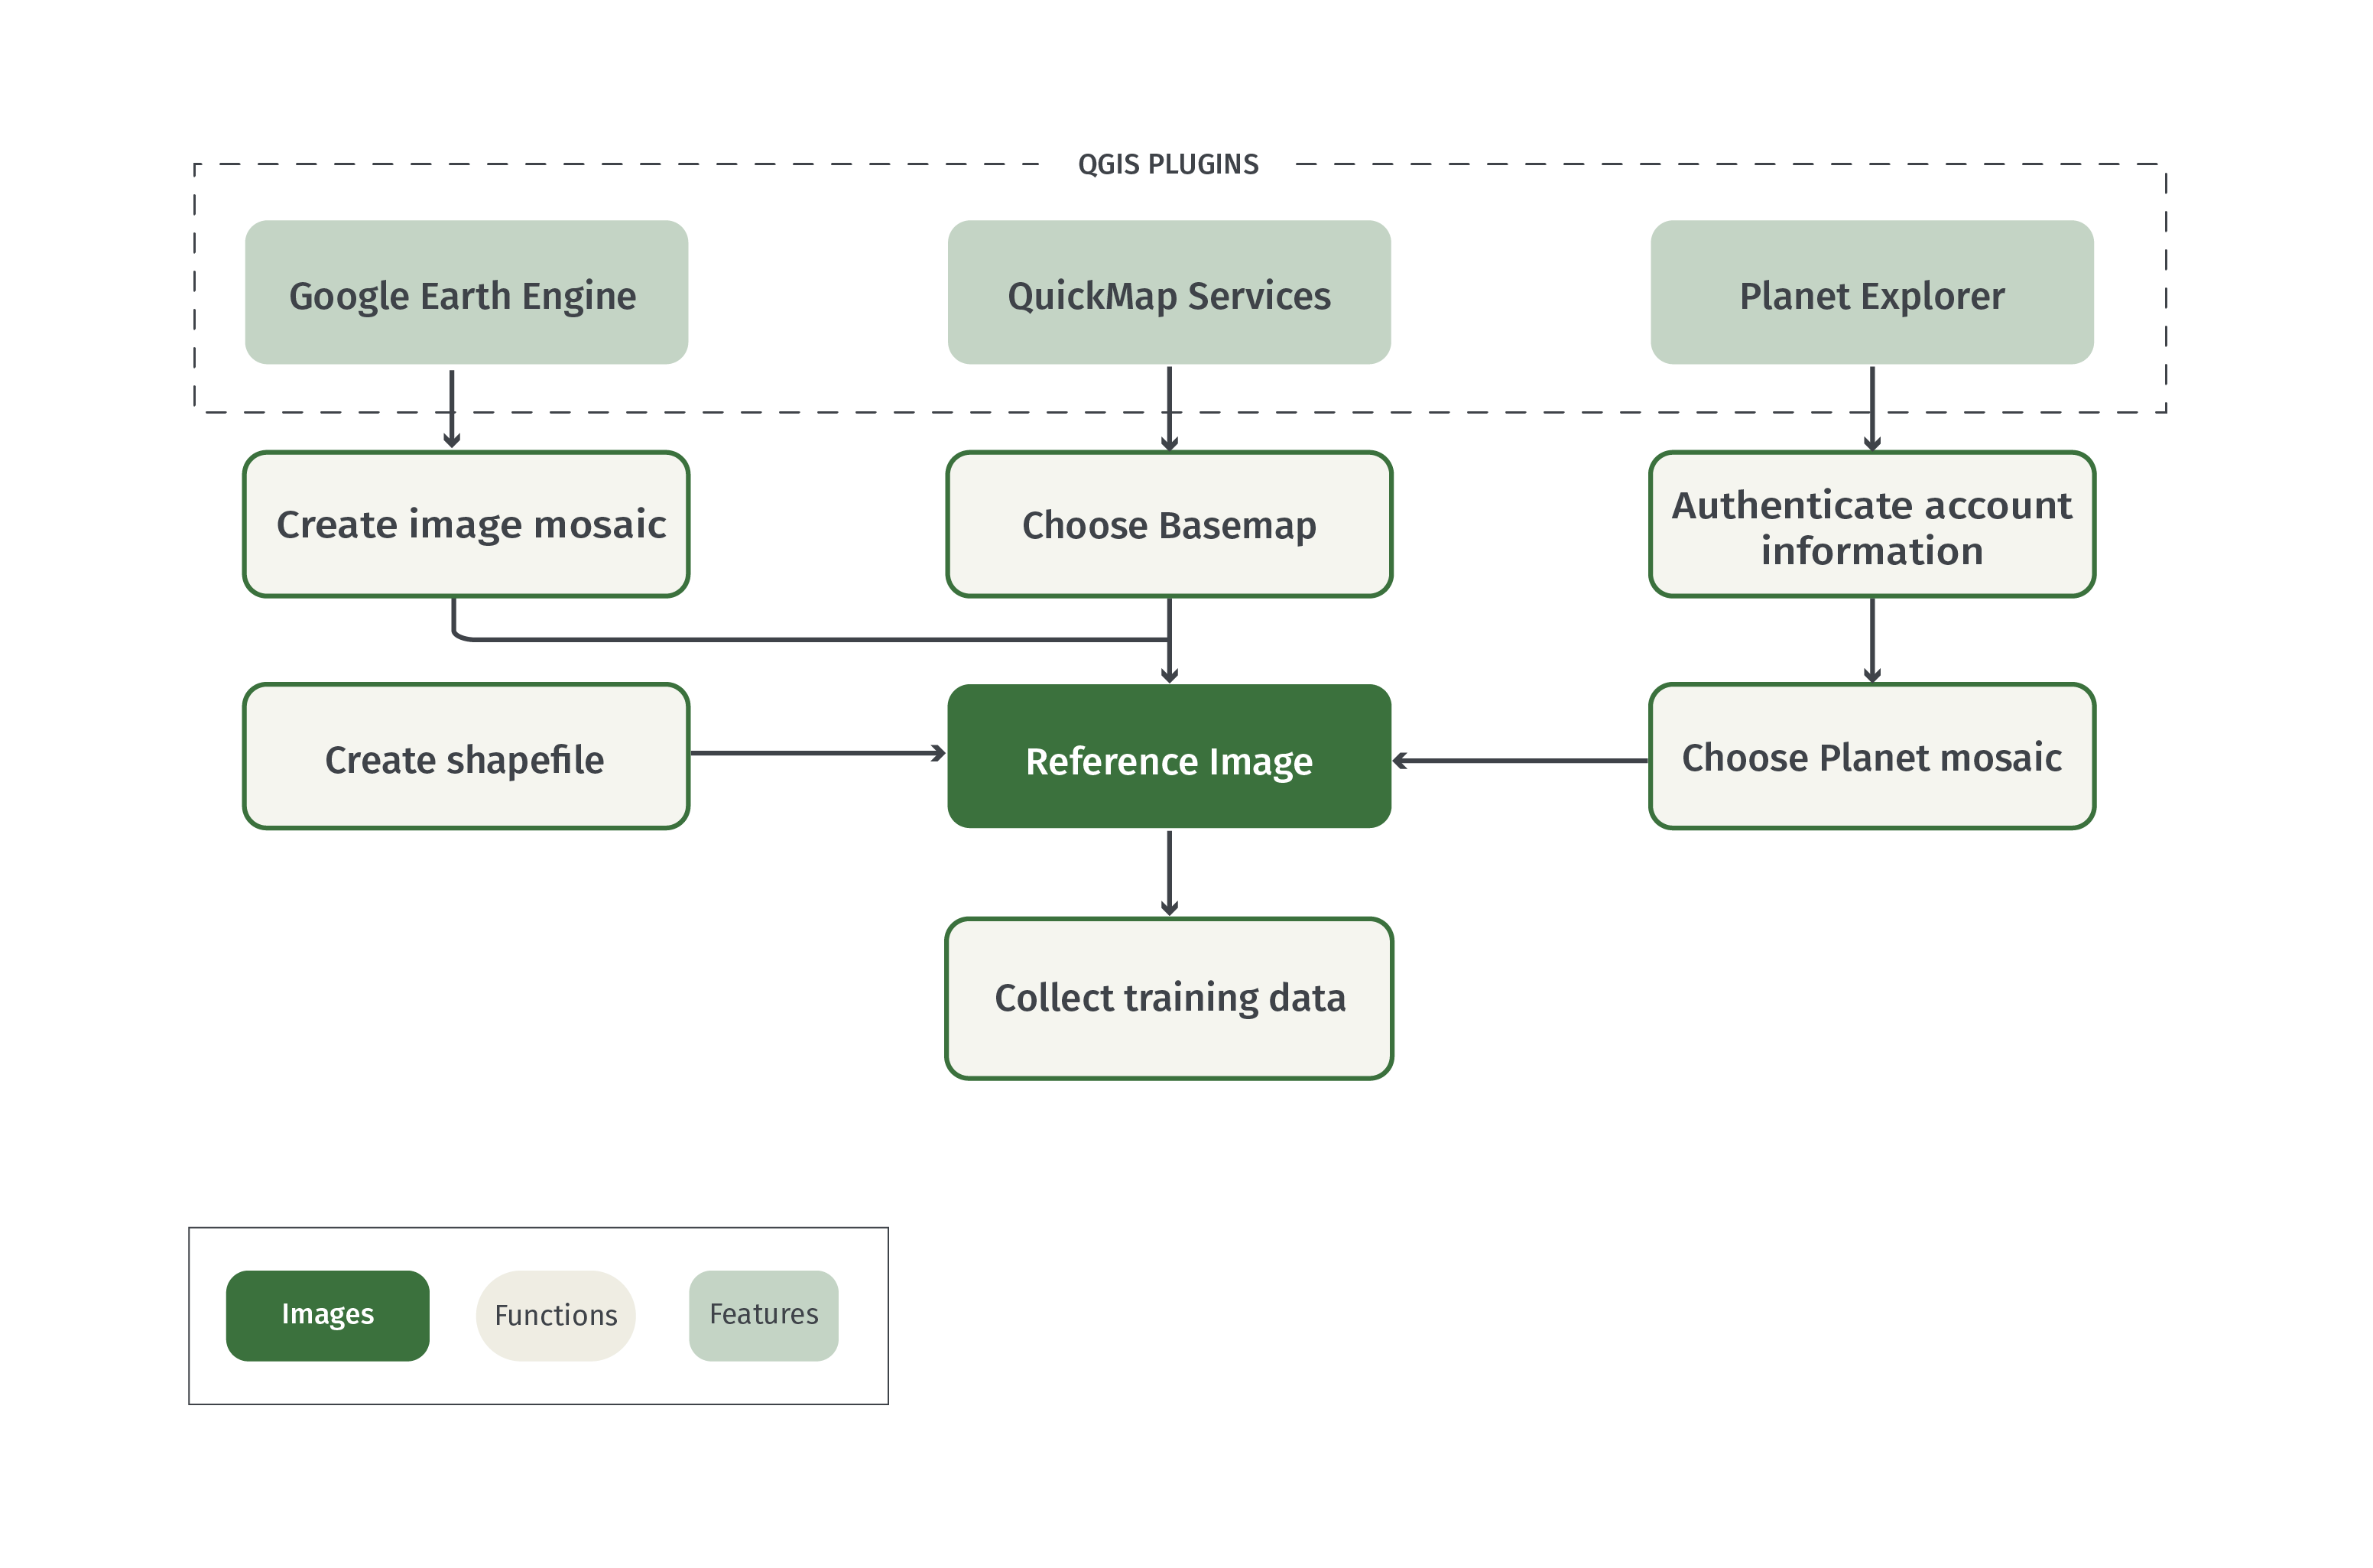 QGIS PLUGINS
Google Earth Engine
QuickMap Services
Planet Explorer
Create image mosaic
Choose Basemap
Authenticate account
information
Create shapefile
Reference Image
Choose Planet mosaic
Collect training data
Images
Functions
Features